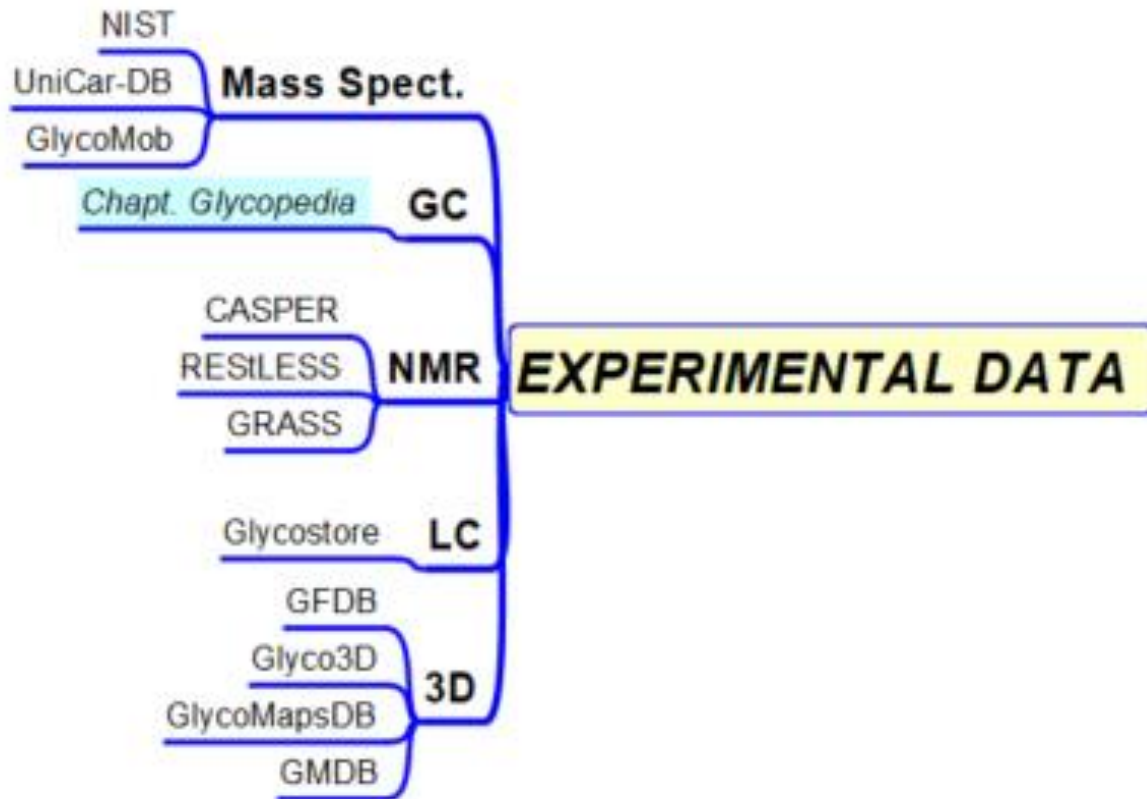 NIST
UniCar-DB
GlycoMob
Mass Spect.
Chapt. Glycopedia
GC
CASPER
REStLESS
GRASS
NMR
EXPERIMENTAL DATA
Glycostore
LC
GFDB
Glyco3D
GlycoMapsDB
GMDB
3D